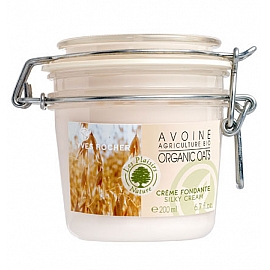 YVES ROCHER
AVOINE
AGRICULTURE BIO
ORGANIC OATS
Les Plaisirs
Nature
CRÈME FONDANTE
SILKY CREAM
℮ 200 ml